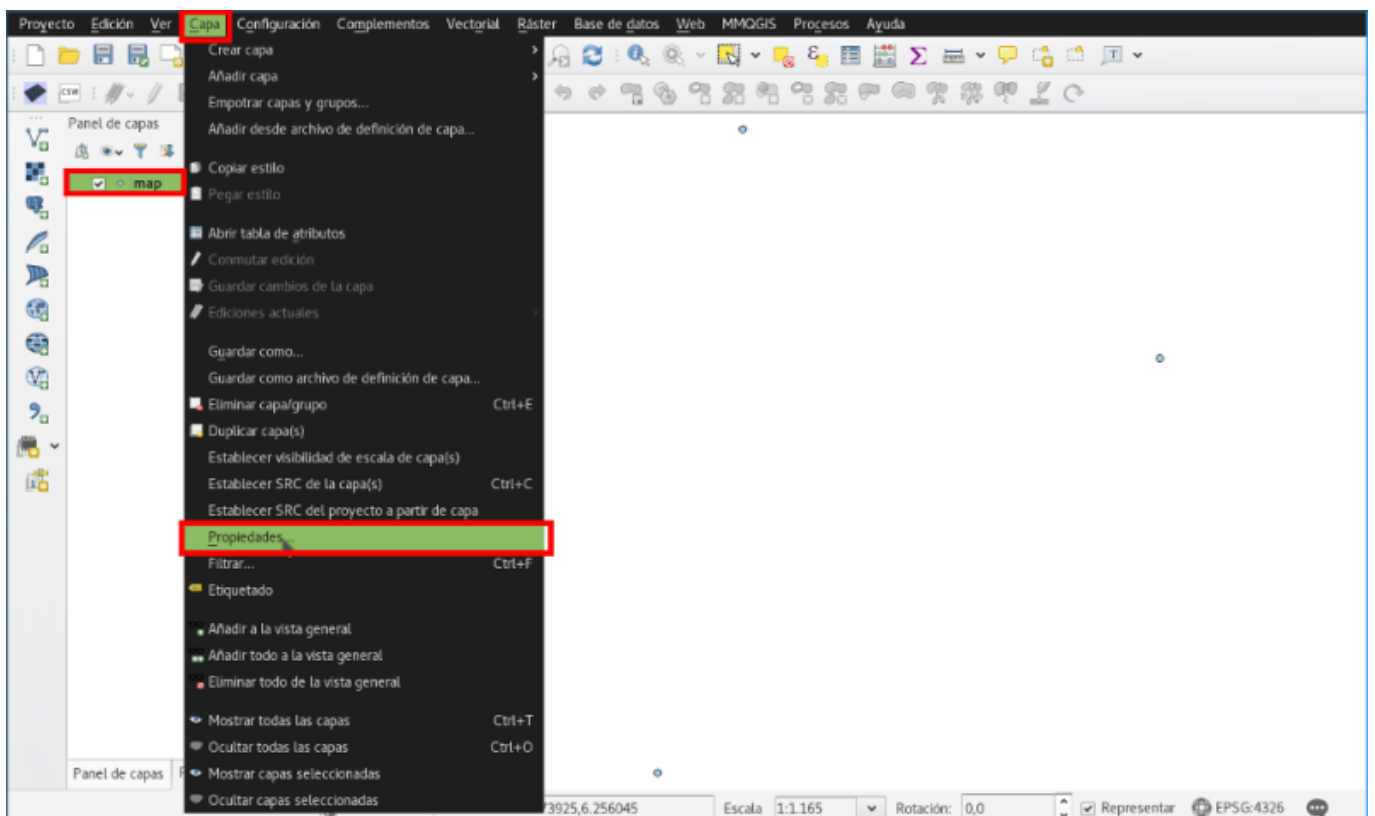 Proyecto Edición Ver Capa Configuración Complementos Vectorial Ráster Base de datos Web MMQGIS Procesos Ayuda
Crear capa
Añadir capa
Empotrar capas y grupos...
Añadir desde archivo de definición de capa...
CSW
Panel de capas
map
Copiar estilo
Pegar estilo
Abrir tabla de atributos
Conmutar edición
Guardar cambios de la capa
Ediciones actuales
Guardar como...
Guardar como archivo de definición de capa...
Eliminar capa/grupo Ctrl+E
Duplicar capa(s)
Establecer visibilidad de escala de capa(s)
Establecer SRC de la capa(s) Ctrl+C
Establecer SRC del proyecto a partir de capa
Propiedades...
Filtrar... Ctrl+F
Etiquetado
Añadir a la vista general
Añadir todo a la vista general
Eliminar todo de la vista general
Mostrar todas las capas Ctrl+T
Ocultar todas las capas Ctrl+O
Mostrar capas seleccionadas
Ocultar capas seleccionadas
Panel de capas
3925,6.256045 Escala 1:1.165 Rotación: 0,0 Representar EPSG:4326